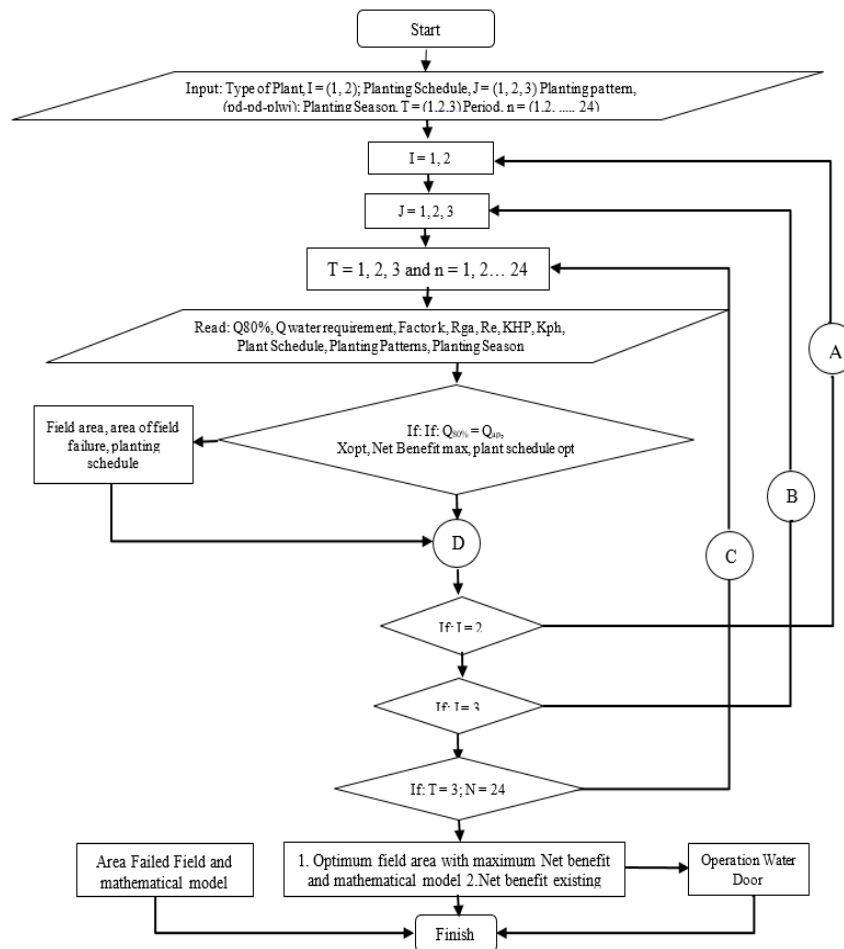 Start
Input: Type of Plant, I = (1, 2); Planting Schedule, J = (1, 2, 3) Planting pattern,
(pd-pd-plwj); Planting Season, T = (1,2,3) Period, n = (1,2, ..... 24)
I = 1, 2
J = 1, 2, 3
T = 1, 2, 3 and n = 1, 2… 24
Read: Q80%, Q water requirement, Factor k, Rga, Re, KHP, Kph,
Plant Schedule, Planting Patterns, Planting Season
A
If: If: Q80% = Qap,
Xopt, Net Benefit max, plant schedule opt
Field area, area of field
failure, planting
schedule
B
D
C
If: I = 2
If: J = 3
If: T = 3; N = 24
Area Failed Field and
mathematical model
1. Optimum field area with maximum Net benefit
and mathematical model 2.Net benefit existing
Operation Water
Door
Finish